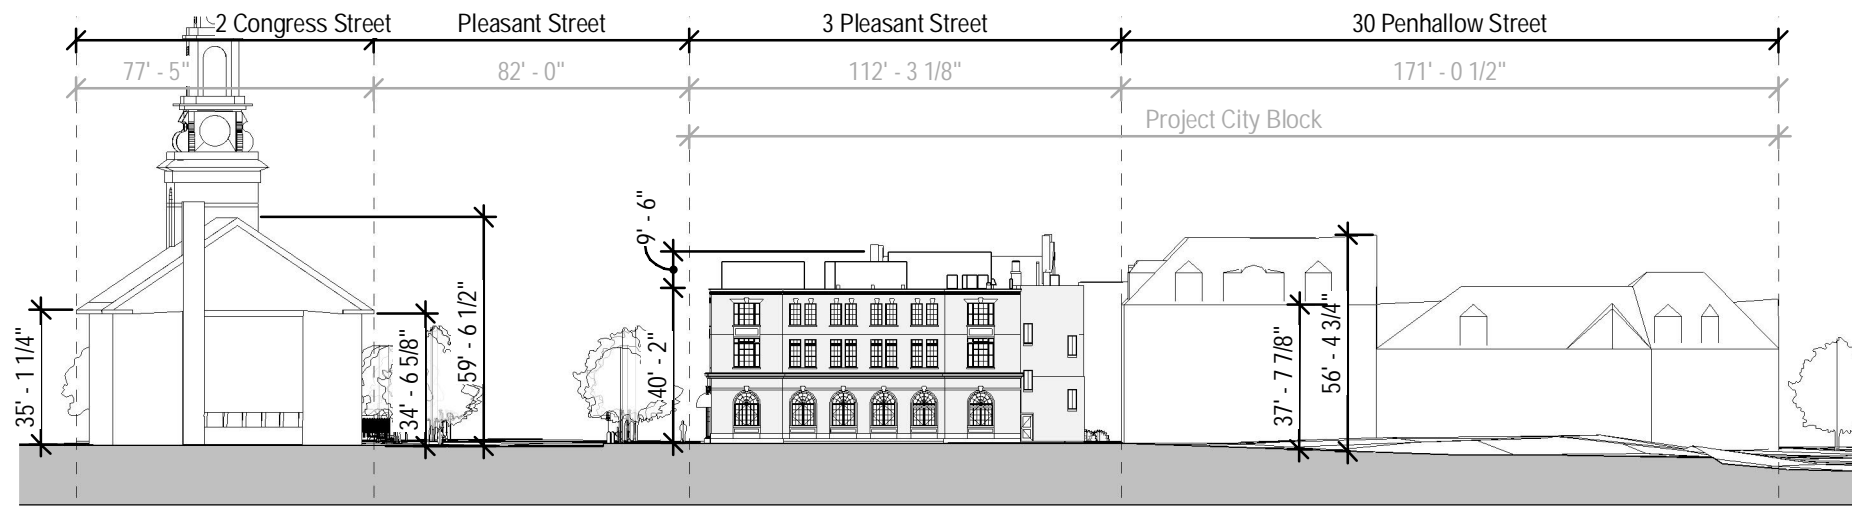 2 Congress Street
Pleasant Street
3 Pleasant Street
30 Penhallow Street
77' - 5"
82' - 0"
112' - 3 1/8"
171' - 0 1/2"
Project City Block
35' - 1 1/4"
34' - 6 5/8"
59' - 6 1/2"
9' - 6"
40' - 2"
37' - 7 7/8"
56' - 4 3/4"